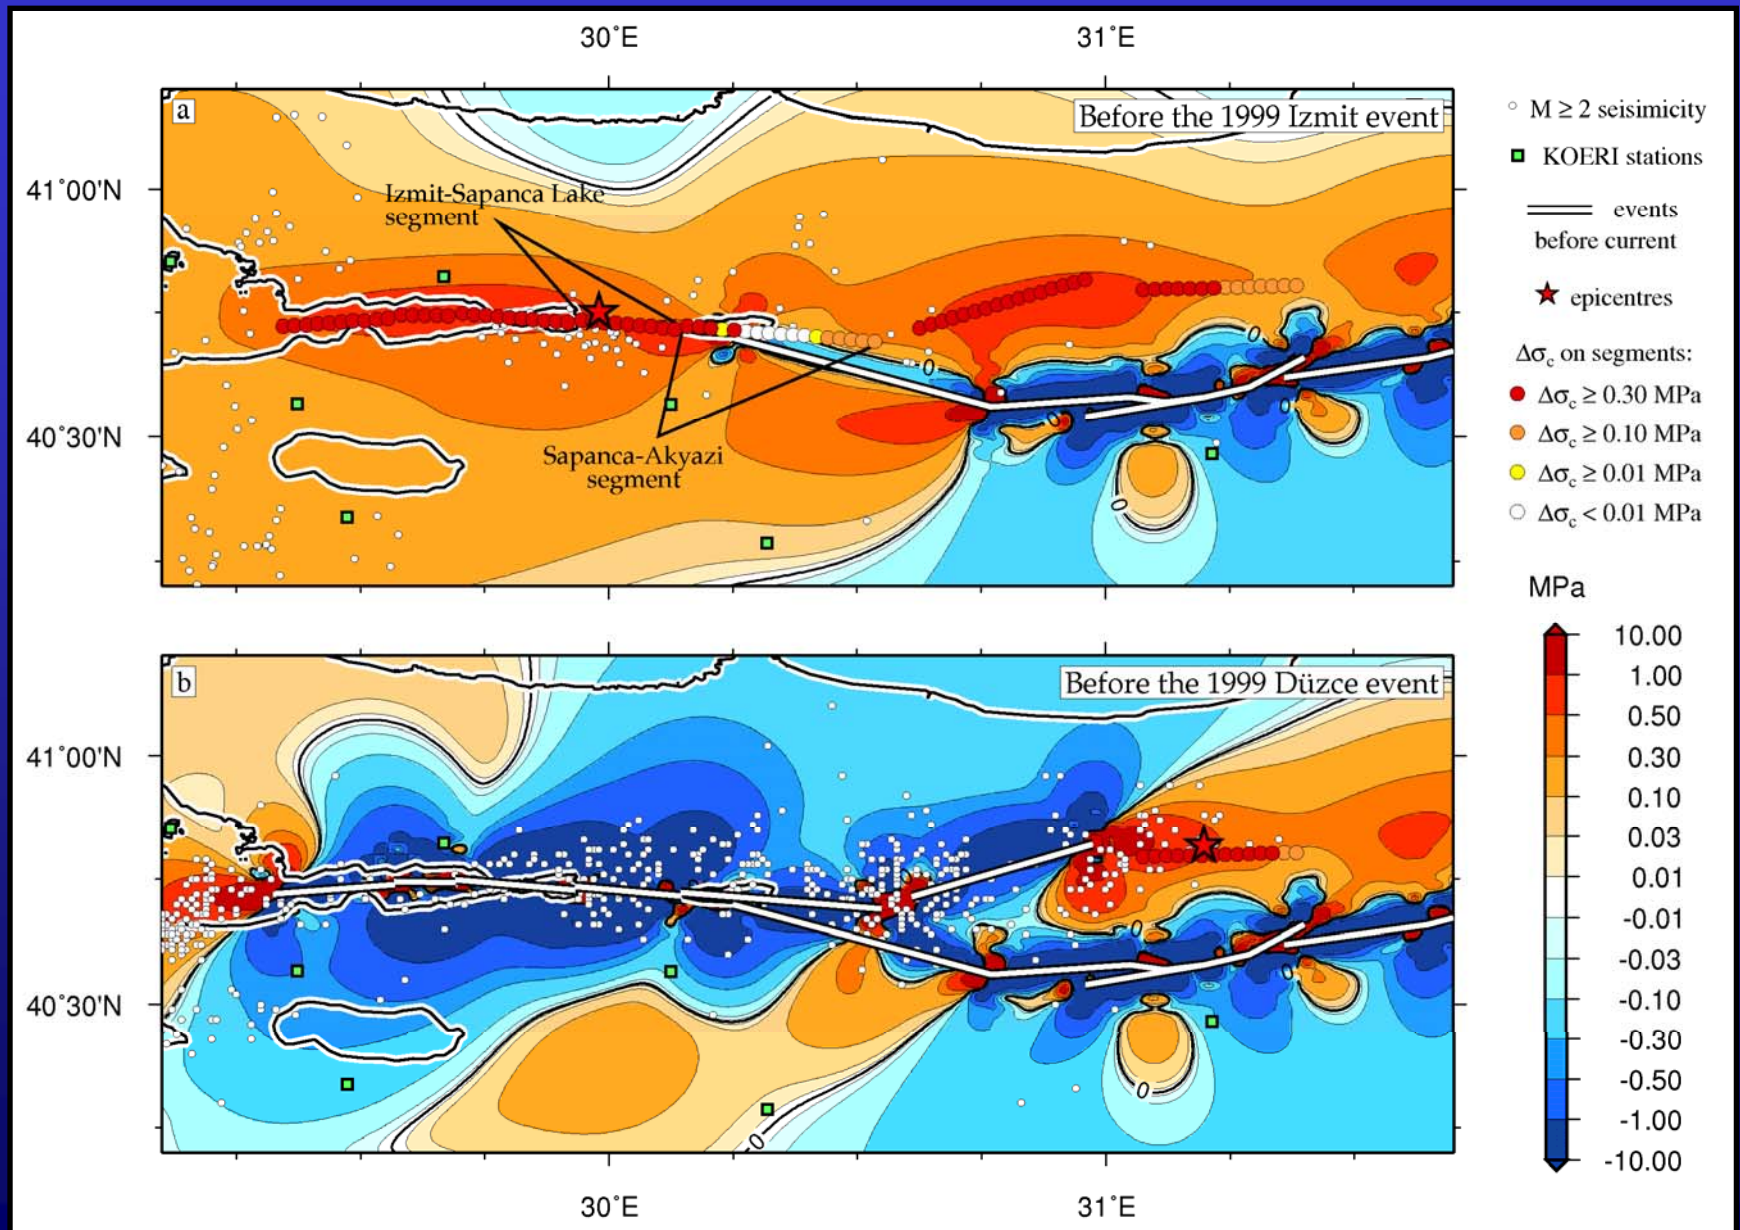 30˚E 31˚E
a
Before the 1999 Izmit event
Izmit-Sapanca Lake
segment
Sapanca-Akyazi
segment
41˚00'N
40˚30'N
0
0
0
0
0
M ≥ 2 seisimicity
KOERI stations
events
before current
epicentres
Δσc on segments:
Δσc ≥ 0.30 MPa
Δσc ≥ 0.10 MPa
Δσc ≥ 0.01 MPa
Δσc < 0.01 MPa
b
Before the 1999 Düzce event
41˚00'N
40˚30'N
0
0
0
0
30˚E 31˚E
MPa
10.00
1.00
0.50
0.30
0.10
0.03
0.01
-0.01
-0.03
-0.10
-0.30
-0.50
-1.00
-10.00